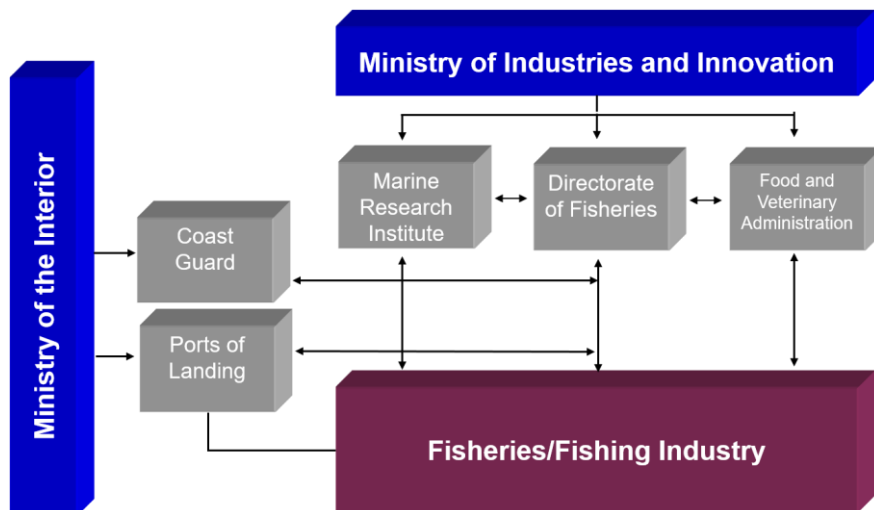 Ministry of Industries and Innovation
Ministry of the Interior
Marine
Research
Institute
Directorate
of Fisheries
Food and
Veterinary
Administration
Coast
Guard
Ports of
Landing
Fisheries/Fishing Industry